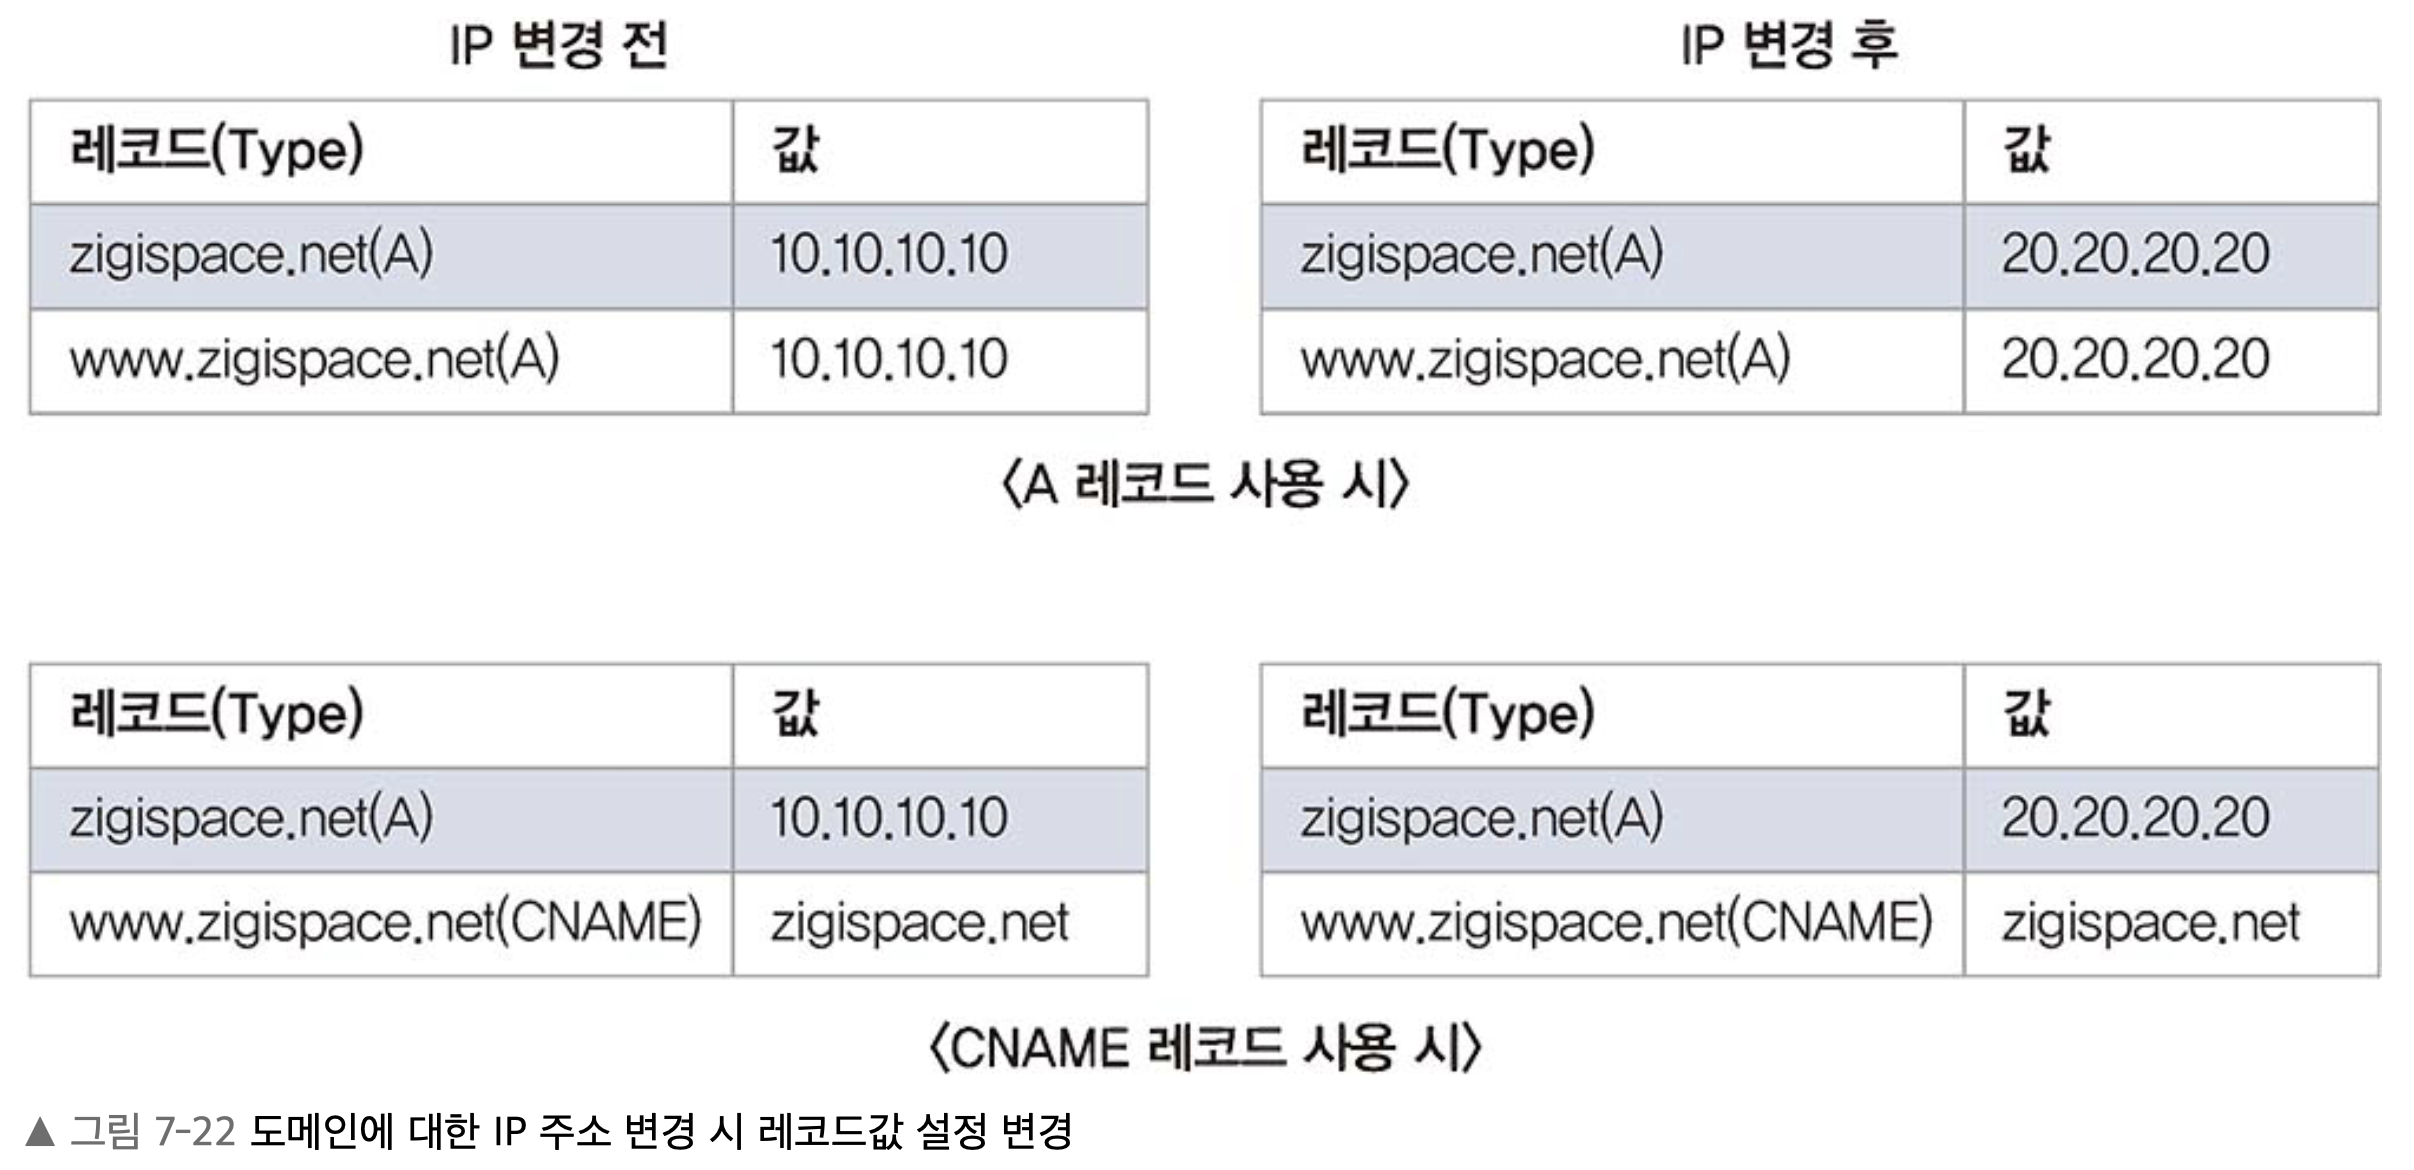 IP 변경 전
IP 변경 후
레코드(Type) 값
레코드(Type) 값
zigispace.net(A) 10.10.10.10
zigispace.net(A) 20.20.20.20
www.zigispace.net(A) 10.10.10.10
www.zigispace.net(A) 20.20.20.20
〈A 레코드 사용 시〉
레코드(Type) 값
레코드(Type) 값
zigispace.net(A) 10.10.10.10
zigispace.net(A) 20.20.20.20
www.zigispace.net(CNAME) zigispace.net
www.zigispace.net(CNAME) zigispace.net
〈CNAME 레코드 사용 시〉
▲ 그림 7-22 도메인에 대한 IP 주소 변경 시 레코드값 설정 변경